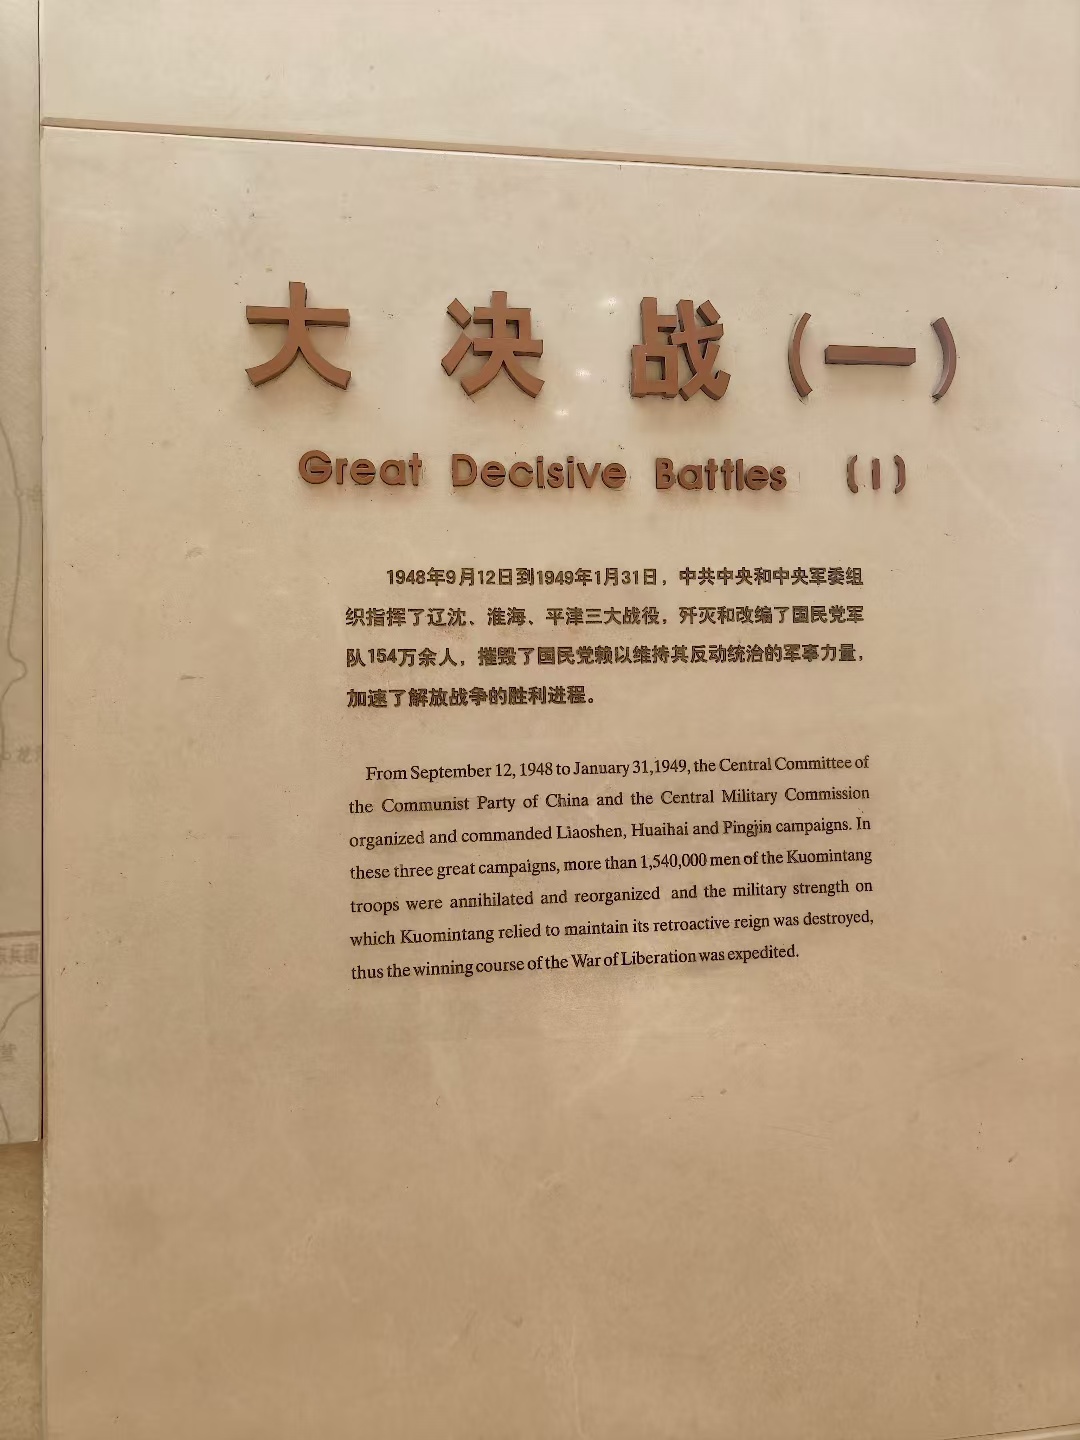 大决战（一）
Great Decisive Battles (I)
1948年9月12日到1949年1月31日，中共中央和中央军委组
织指挥了辽沈、淮海、平津三大战役，歼灭和改编了国民党军
队154万余人，摧毁了国民党赖以维持其反动统治的军事力量，
加速了解放战争的胜利进程。
From September 12, 1948 to January 31,1949, the Central Committee of
the Communist Party of China and the Central Military Commission
organized and commanded Liaoshen, Huaihai and Pingjin campaigns. In
these three great campaigns, more than 1,540,000 men of the Kuomintang
troops were annihilated and reorganized and the military strength on
which Kuomintang relied to maintain its retroactive reign was destroyed,
thus the winning course of the War of Liberation was expedited.